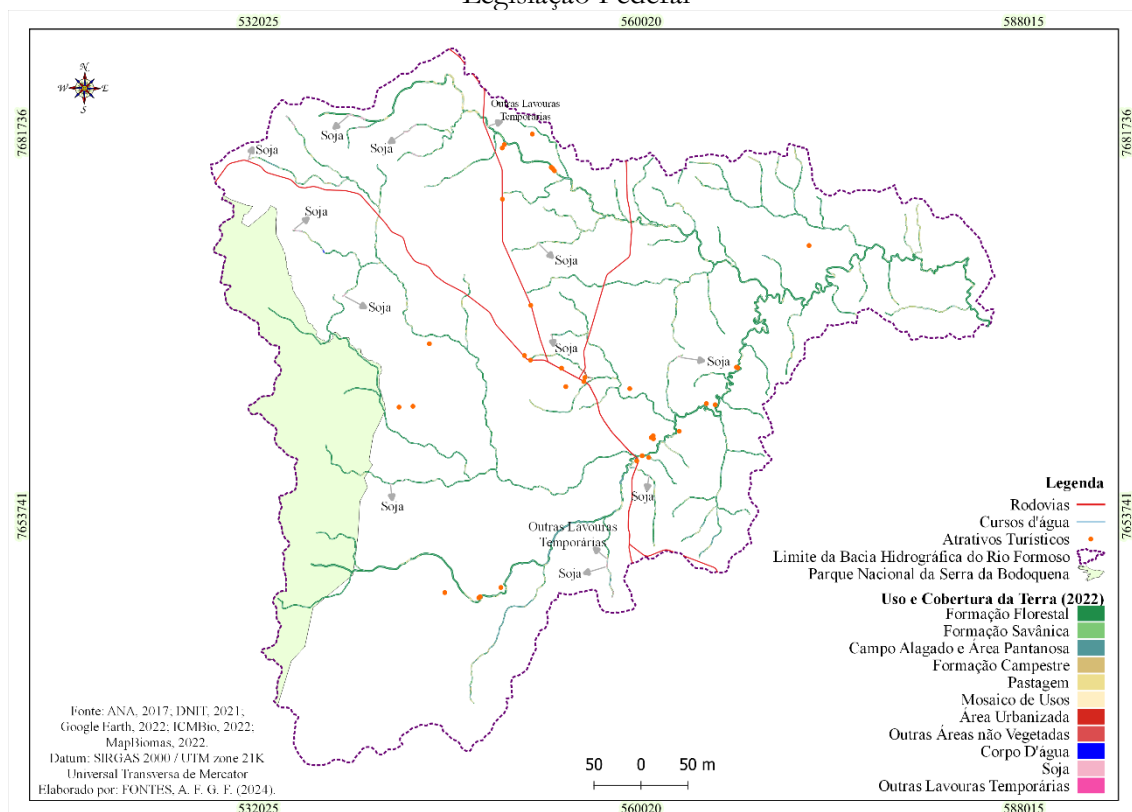 Legislação Federal
532025
560020
588015
N
W E
S
7681736
7681736
Outras Lavouras
Temporárias
Soja
Soja
Soja
Soja
Soja
Soja
Soja
Soja
Soja
Soja
7653741
7653741
Outras Lavouras
Temporárias
Soja
Legenda
Rodovias
Cursos d'água
Atrativos Turísticos
Limite da Bacia Hidrográfica do Rio Formoso
Parque Nacional da Serra da Bodoquena
Uso e Cobertura da Terra (2022)
Formação Florestal
Formação Savânica
Campo Alagado e Área Pantanosa
Formação Campestre
Pastagem
Mosaico de Usos
Área Urbanizada
Outras Áreas não Vegetadas
Corpo D'água
Soja
Outras Lavouras Temporárias
Fonte: ANA, 2017; DNIT, 2021;
Google Earth, 2022; ICMBio, 2022;
MapBiomas, 2022.
Datum: SIRGAS 2000 / UTM zone 21K
Universal Transversa de Mercator
Elaborado por: FONTES, A. F. G. F. (2024).
50 0 50 m
532025
560020
588015